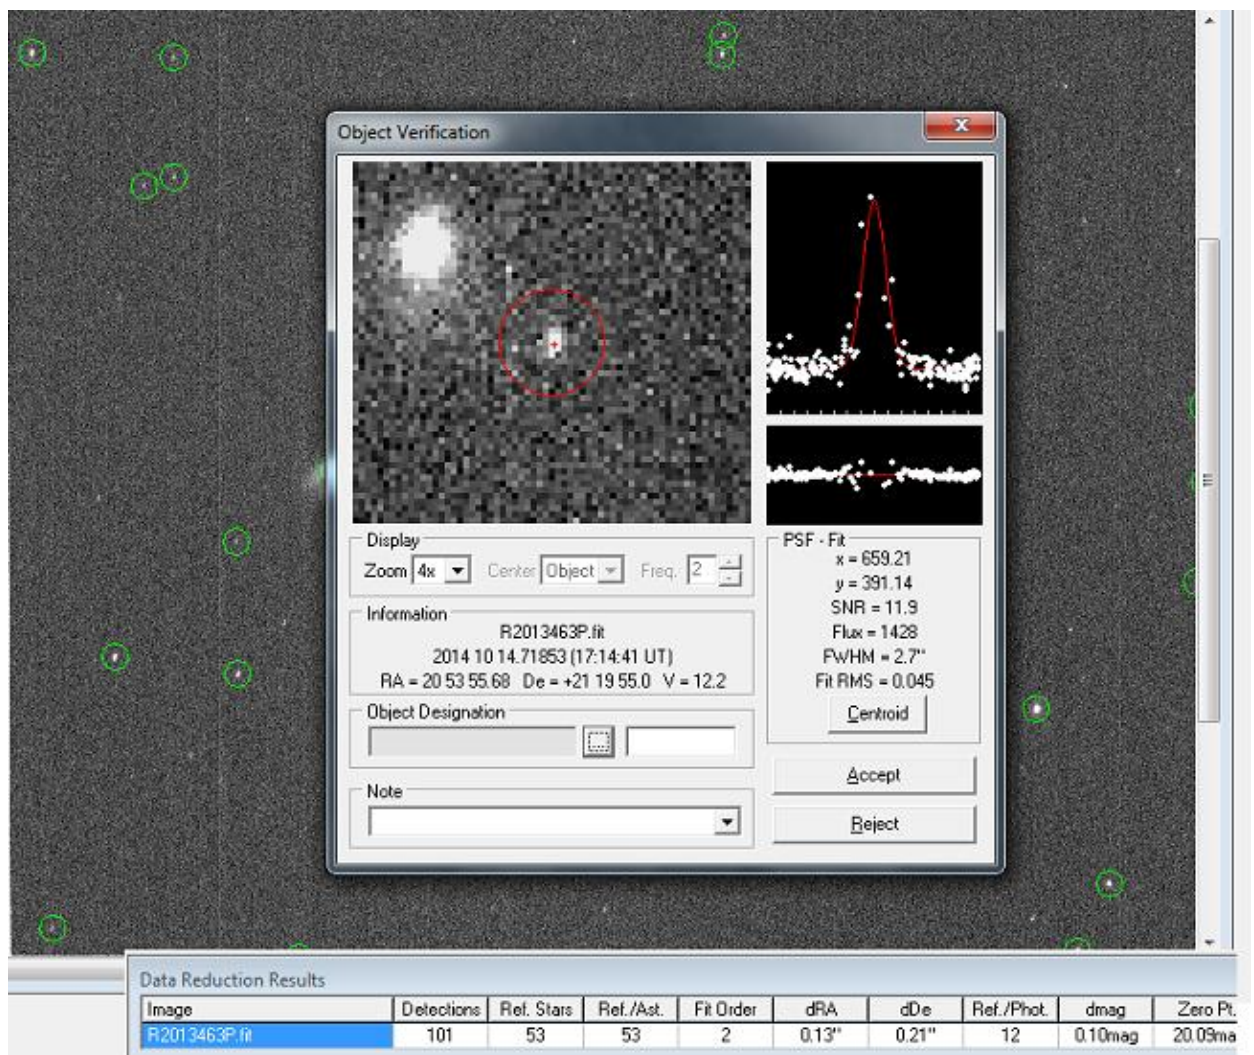 Object Verification
Display
Zoom 4x Center Object Freq. 2
Information
R2013463P.fit
2014 10 14.71853 (17:14:41 UT)
RA = 20 53 55.68 De = +21 19 55.0 V = 12.2
Object Designation
...
Note
PSF - Fit
x = 659.21
y = 391.14
SNR = 11.9
Flux = 1428
FWHM = 2.7"
Fit RMS = 0.045
Centroid
Accept
Reject
Data Reduction Results
Image Detections Ref. Stars Ref./Ast. Fit Order dRA dDe Ref./Phot. dmag Zero Pt.
R2013463P.fit 101 53 53 2 0.13" 0.21" 12 0.10mag 20.09ma